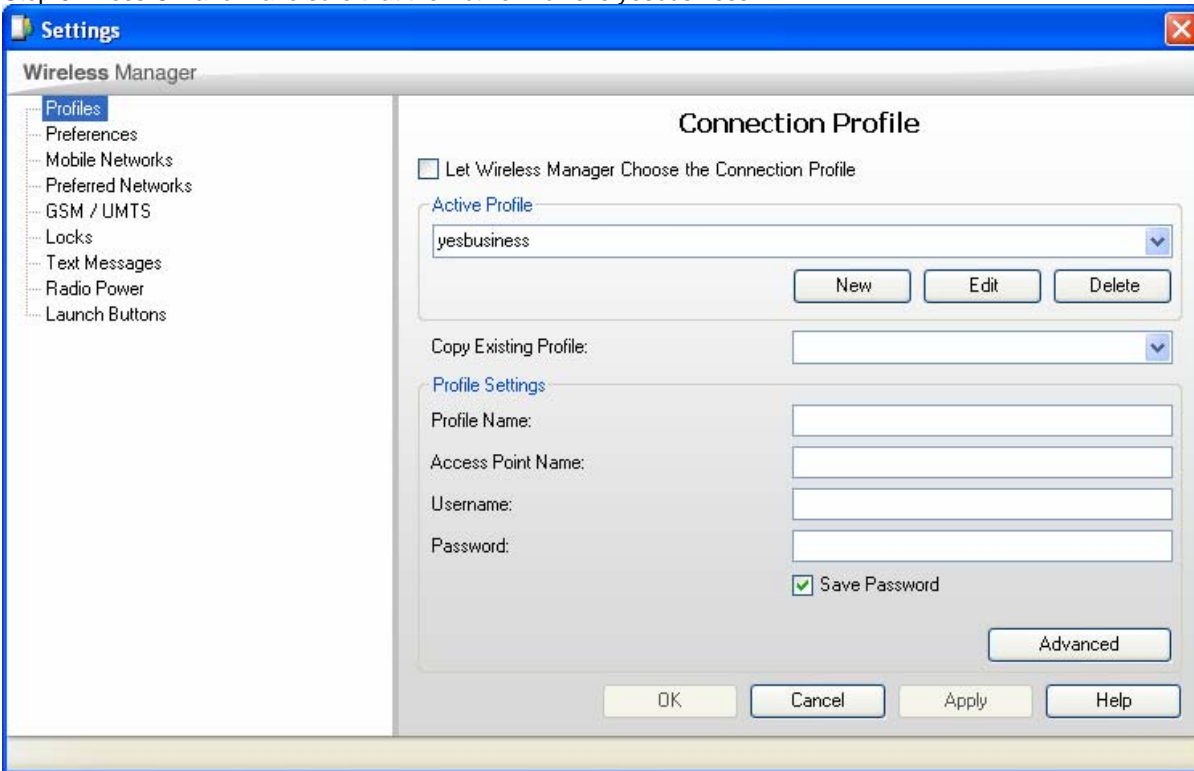 Settings
Wireless Manager
Profiles
Preferences
Mobile Networks
Preferred Networks
GSM / UMTS
Locks
Text Messages
Radio Power
Launch Buttons
Connection Profile
Let Wireless Manager Choose the Connection Profile
Active Profile
yesbusiness
New Edit Delete
Copy Existing Profile:
Profile Settings
Profile Name:
Access Point Name:
Username:
Password:
Save Password
Advanced
OK Cancel Apply Help